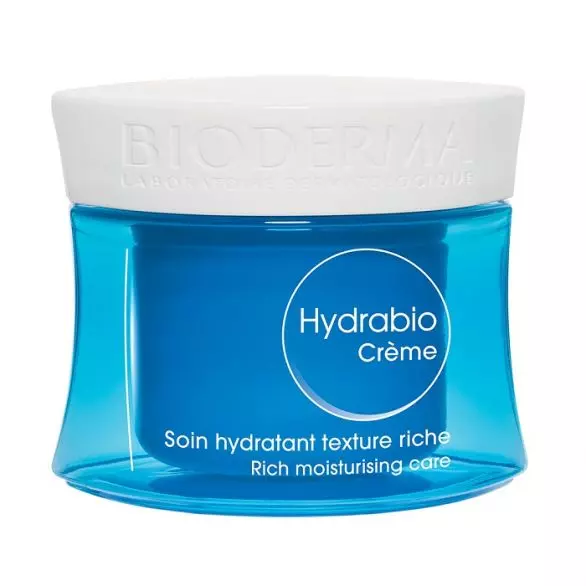 BIODERMA
LABORATOIRE DERMATOLOGIQUE
Hydrabio
Crème
Soin hydratant texture riche
Rich moisturising care